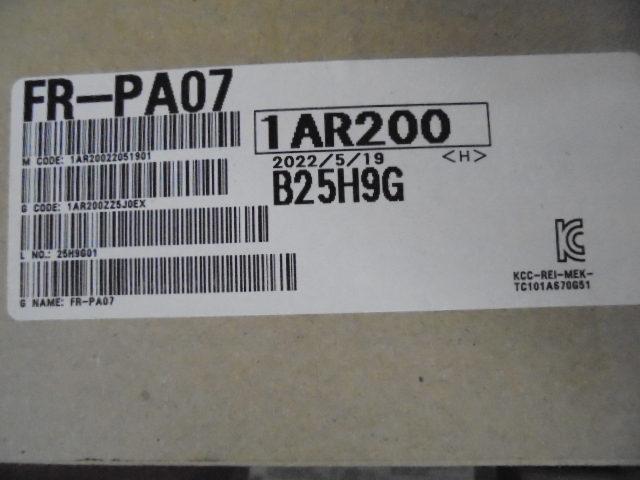 FR-PA07
1AR200
M CODE: 1AR20022051901
2022/5/19 <H>
B25H9G
G CODE: 1AR200ZZ5J0EX
L NO.: 25H9G01
G NAME: FR-PA07
KCC-REI-MEK-
TC101A670G51